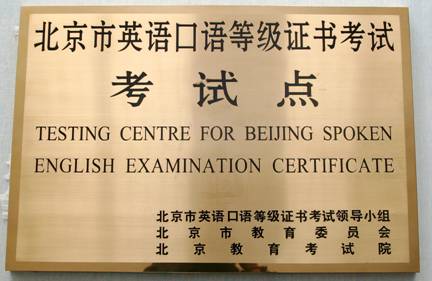 北京市英语口语等级证书考试
考试点
TESTING CENTRE FOR BEIJING SPOKEN
ENGLISH EXAMINATION CERTIFICATE
北京市英语口语等级证书考试领导小组
北京市教育委员会
北京教育考试院